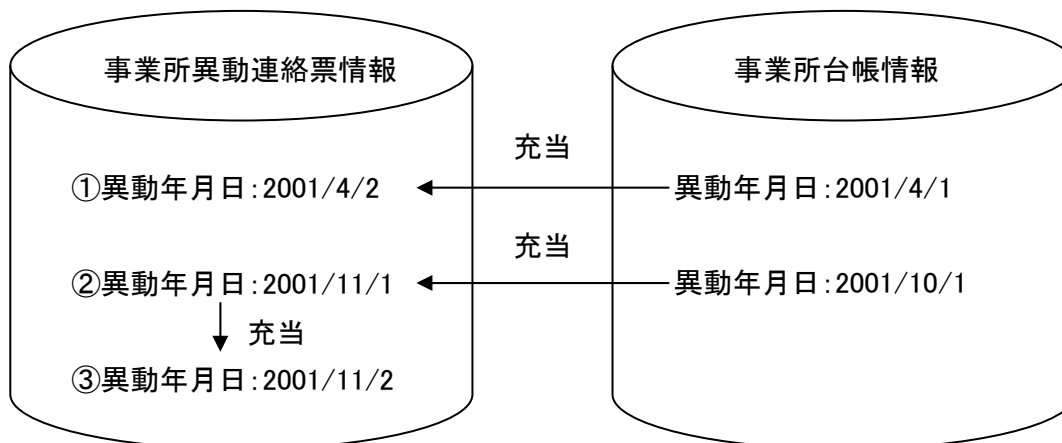 事業所異動連絡票情報
事業所台帳情報
充当
①異動年月日:2001/4/2
異動年月日:2001/4/1
充当
②異動年月日:2001/11/1
異動年月日:2001/10/1
充当
③異動年月日:2001/11/2